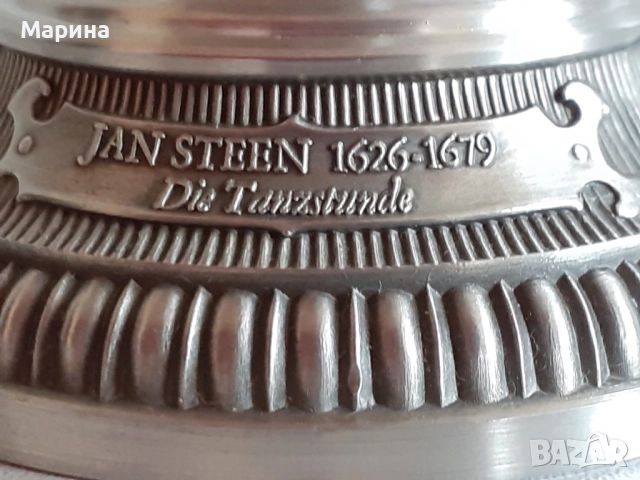 Марина
JAN STEEN 1626-1679
Die Tanzstunde
BAZAR